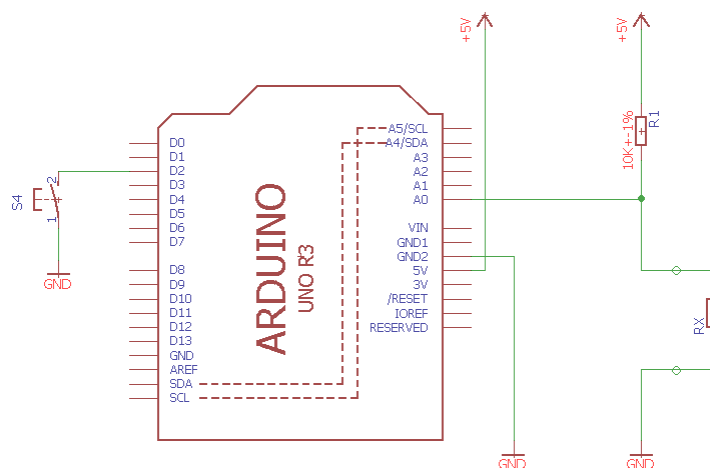 +5V
+5V
D0
D1
D2
D3
D4
D5
D6
D7
D8
D9
D10
D11
D12
D13
GND
AREF
SDA
SCL
ARDUINO
UNO R3
A5/SCL
A4/SDA
A3
A2
A1
A0
VIN
GND1
GND2
5V
3V
/RESET
IOREF
RESERVED
S4
2
1
GND
R1
10K+-1%
RX
GND
GND